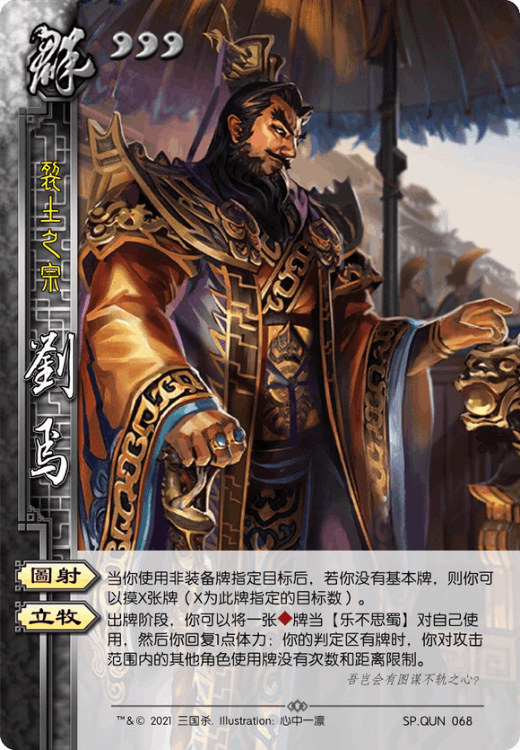 群
裂土之宗
劉焉
圖射
当你使用非装备牌指定目标后，若你没有基本牌，则你可
以摸X张牌（X为此牌指定的目标数）。
立牧
出牌阶段，你可以将一张♦牌当【乐不思蜀】对自己使
用，然后你回复1点体力；你的判定区有牌时，你对攻击
范围内的其他角色使用牌没有次数和距离限制。
吾岂会有图谋不轨之心？
™&© 2021 三国杀. Illustration: 心中一凛
SP.QUN 068